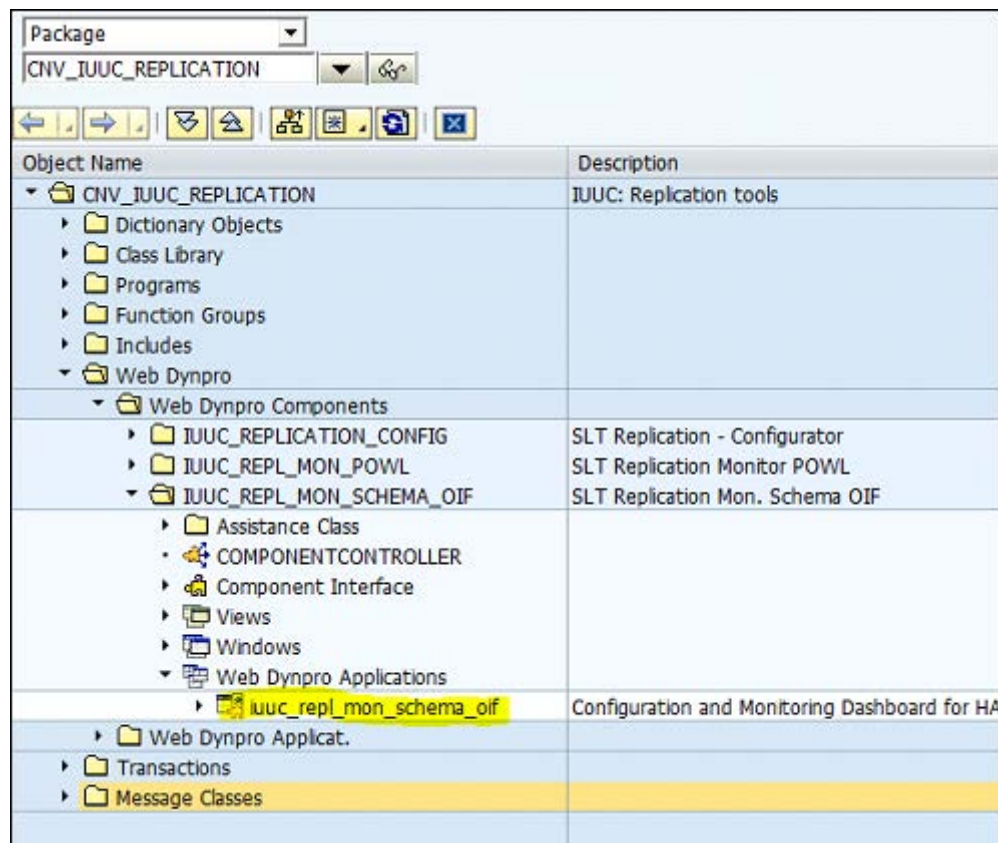 Package
CNV_IUUC_REPLICATION
Object Name Description
CNV_IUUC_REPLICATION IUUC: Replication tools
Dictionary Objects
Class Library
Programs
Function Groups
Includes
Web Dynpro
Web Dynpro Components
IUUC_REPLICATION_CONFIG SLT Replication - Configurator
IUUC_REPL_MON_POWL SLT Replication Monitor POWL
IUUC_REPL_MON_SCHEMA_OIF SLT Replication Mon. Schema OIF
Assistance Class
COMPONENTCONTROLLER
Component Interface
Views
Windows
Web Dynpro Applications
iuuc_repl_mon_schema_oif Configuration and Monitoring Dashboard for HA
Web Dynpro Applicat.
Transactions
Message Classes